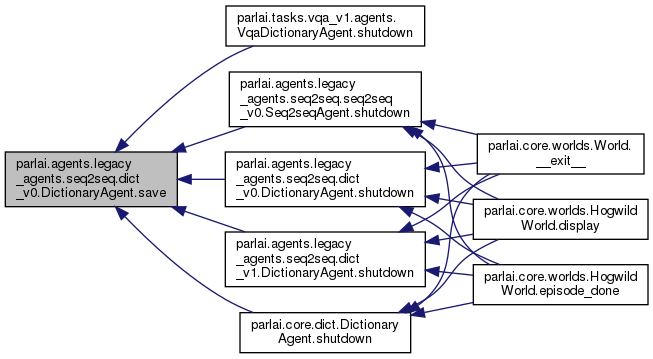 parlai.tasks.vqa_v1.agents.
VqaDictionaryAgent.shutdown
parlai.agents.legacy
_agents.seq2seq.seq2seq
_v0.Seq2seqAgent.shutdown
parlai.core.worlds.World.
__exit__
parlai.agents.legacy
_agents.seq2seq.dict
_v0.DictionaryAgent.save
parlai.agents.legacy
_agents.seq2seq.dict
_v0.DictionaryAgent.shutdown
parlai.core.worlds.Hogwild
World.display
parlai.agents.legacy
_agents.seq2seq.dict
_v1.DictionaryAgent.shutdown
parlai.core.worlds.Hogwild
World.episode_done
parlai.core.dict.Dictionary
Agent.shutdown